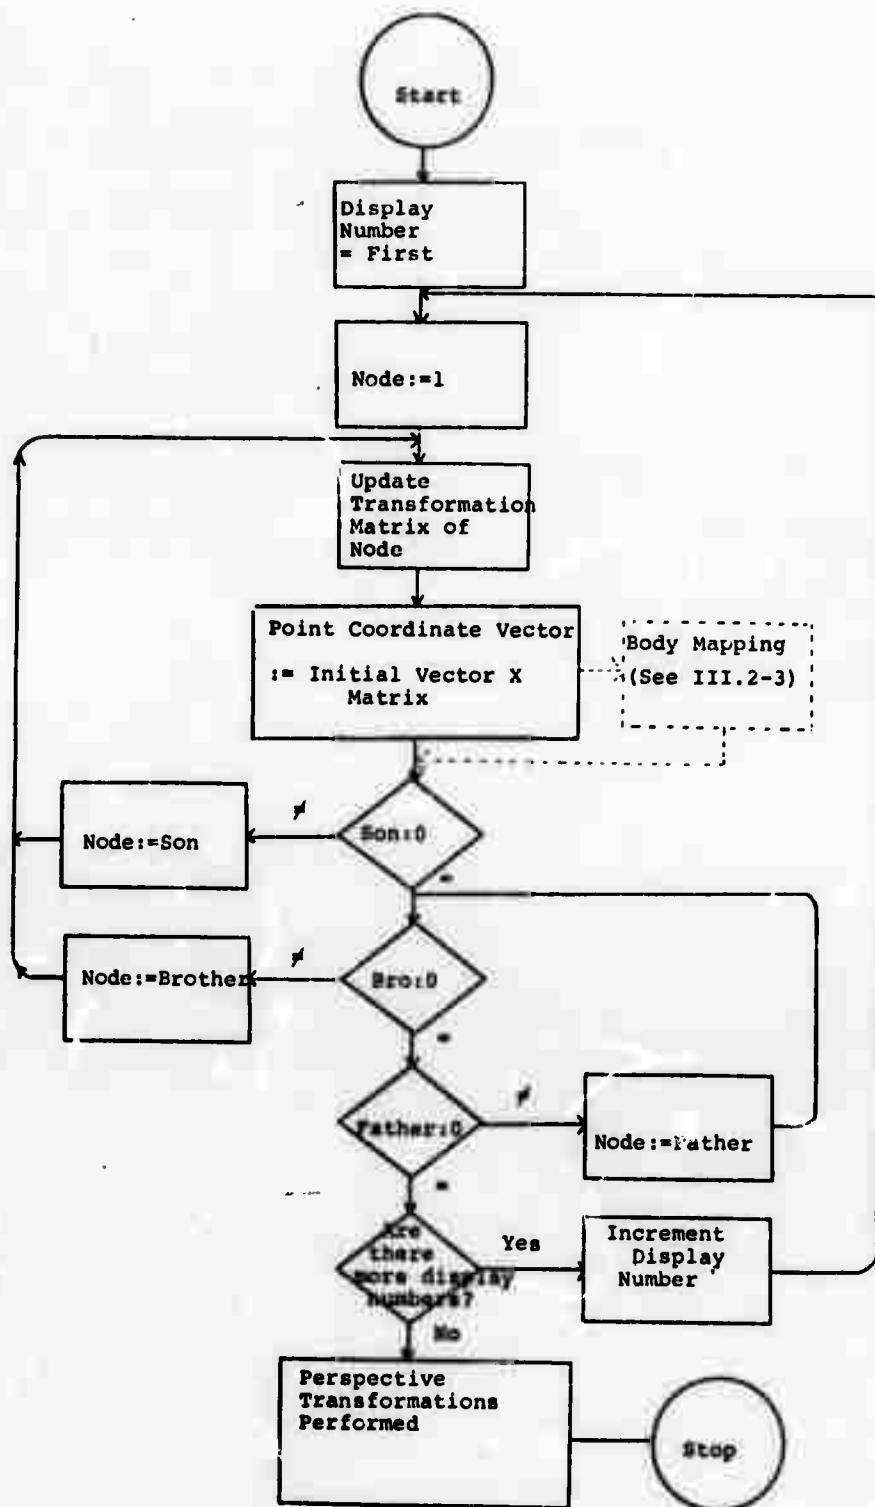 Start
Display
Number
= First
Node:=1
Update
Transformation
Matrix of
Node
Point Coordinate Vector
:= Initial Vector X
Matrix
Body Mapping
(See III.2-3)
≠
Son:0
Node:=Son
=
≠
Bro:0
Node:=Brother
=
Father:0
≠
Node:=Father
=
Are
there
more display
numbers?
Yes
Increment
Display
Number
No
Perspective
Transformations
Performed
Stop